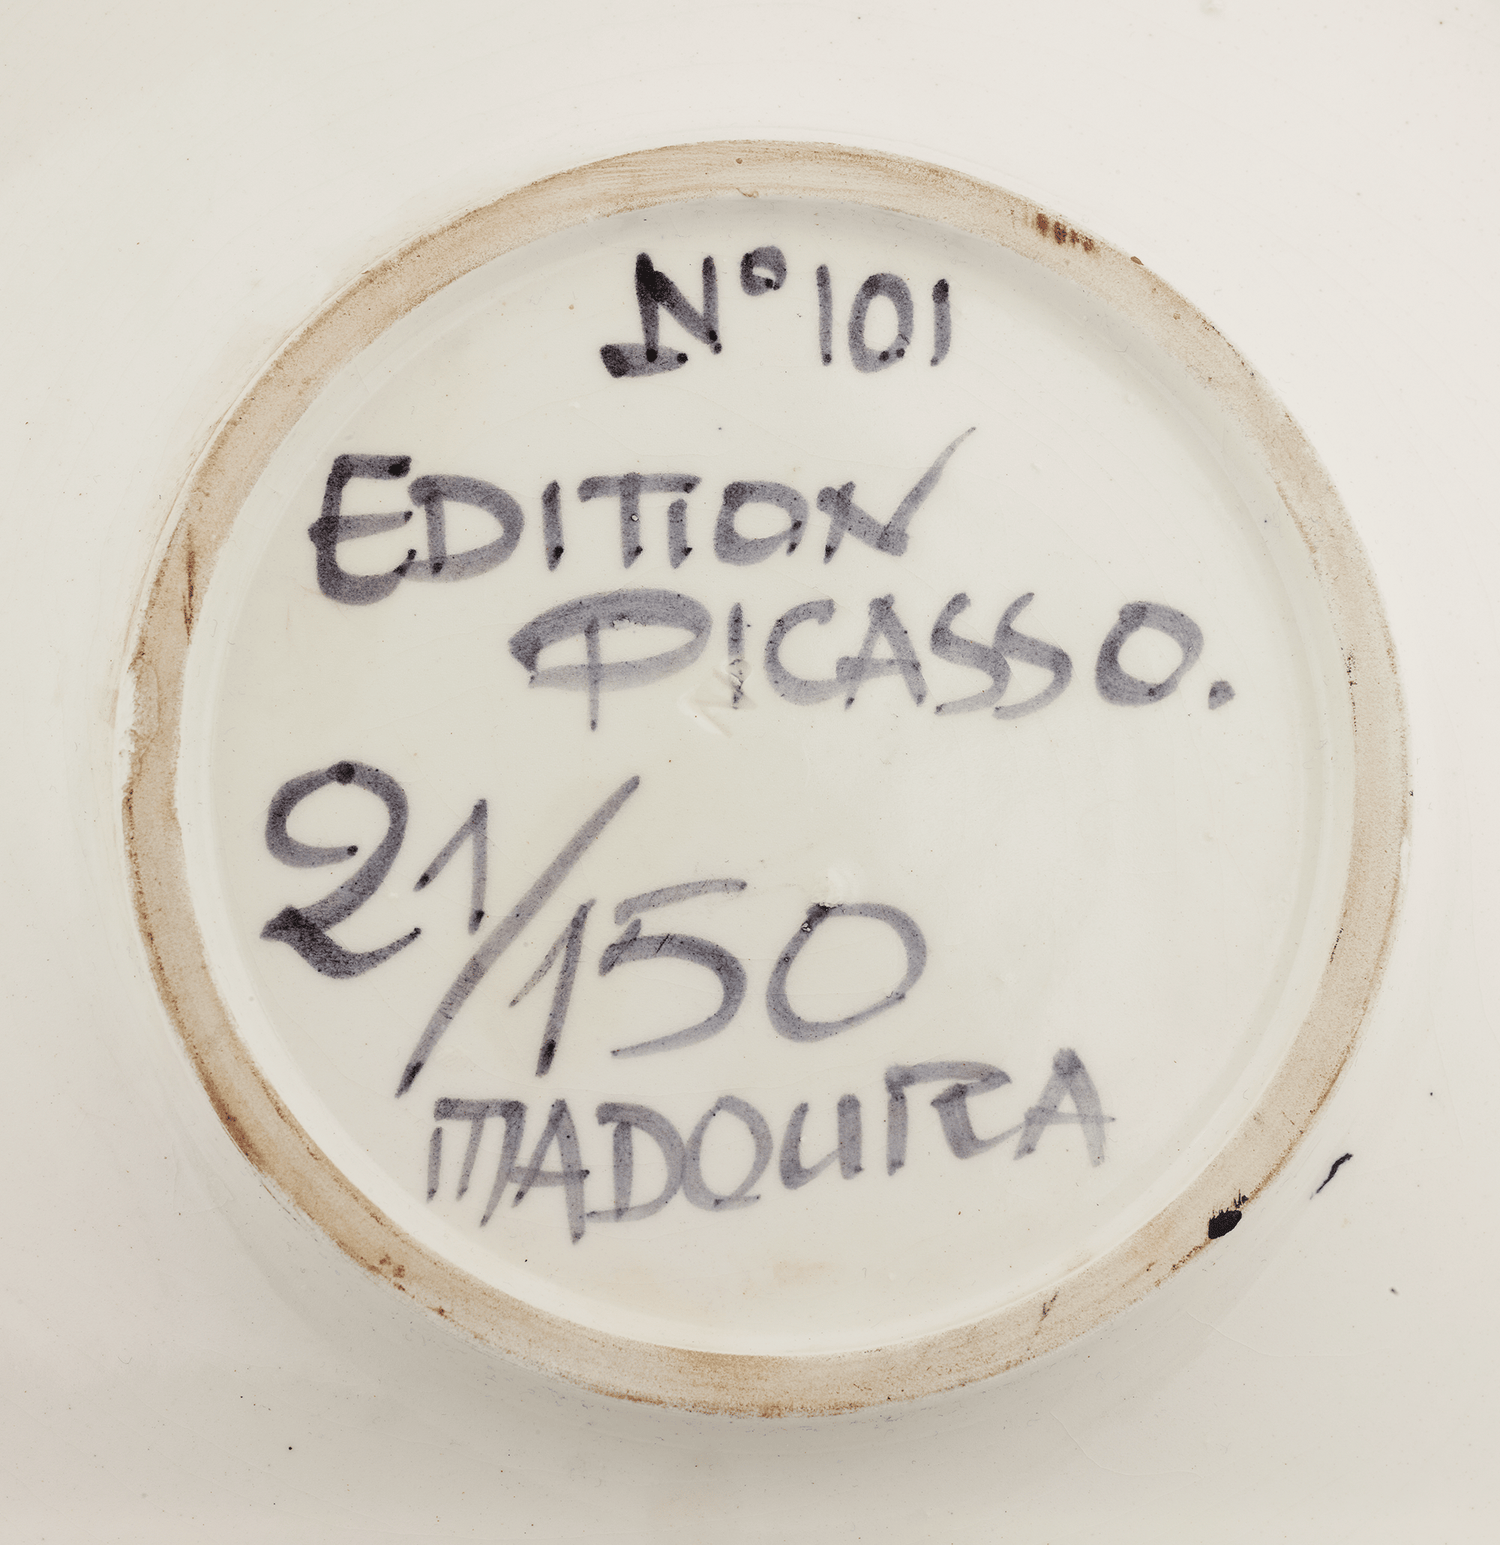 N° 101
EDITION
PICASSO.
21/150
MADOURA